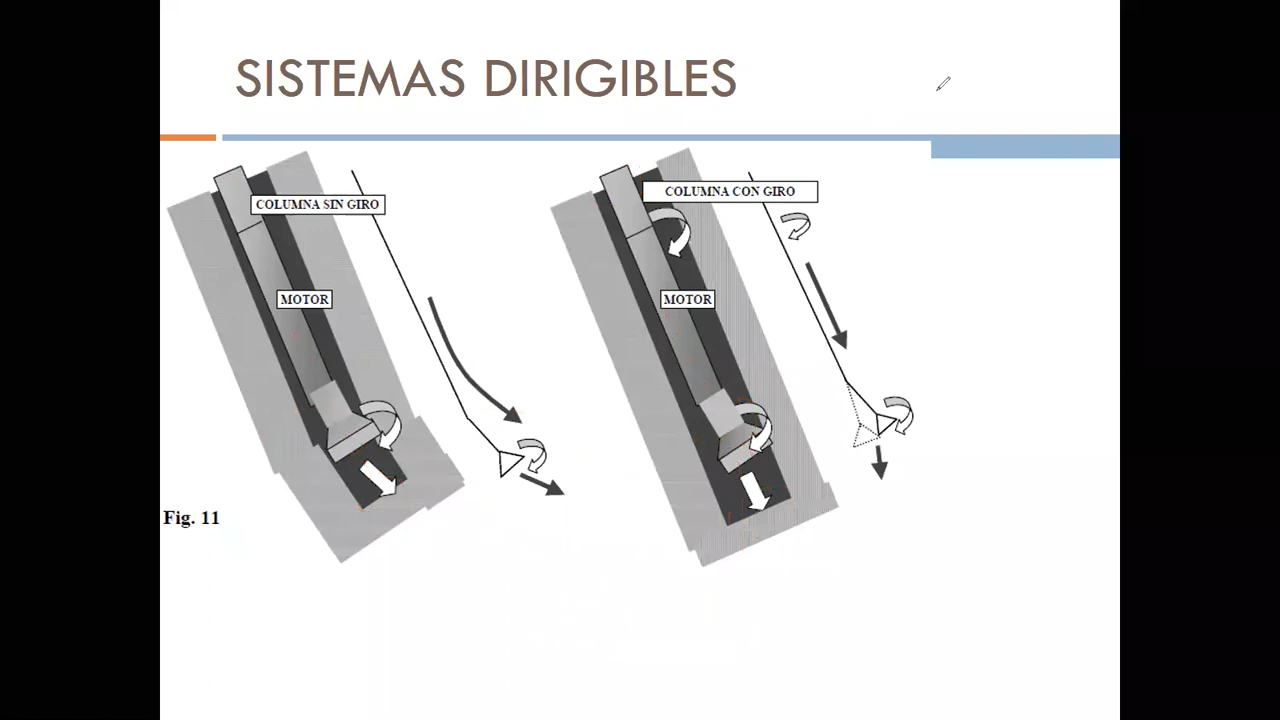 SISTEMAS DIRIGIBLES
COLUMNA SIN GIRO
MOTOR
COLUMNA CON GIRO
MOTOR
Fig. 11